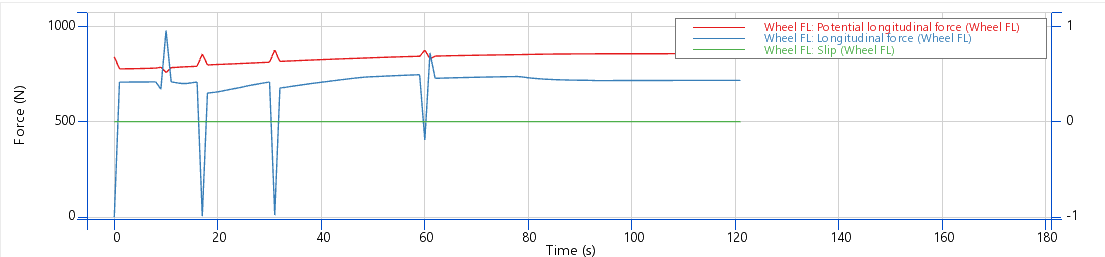 Wheel FL: Potential longitudinal force (Wheel FL)
Wheel FL: Longitudinal force (Wheel FL)
Wheel FL: Slip (Wheel FL)
1000
500
0
Force (N)
1
0
-1
0 20 40 60 80 100 120 140 160 180
Time (s)